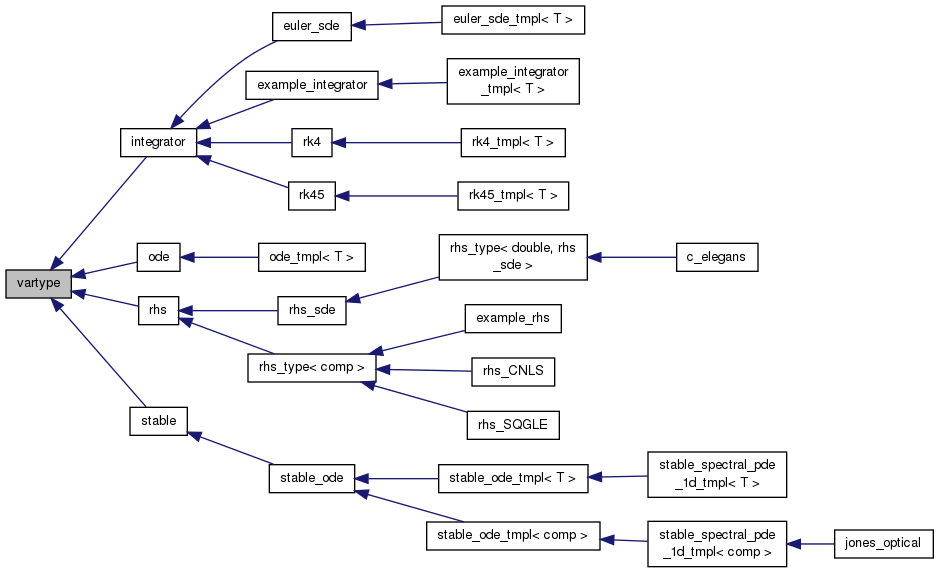 euler_sde
euler_sde_tmpl< T >
example_integrator
example_integrator
_tmpl< T >
integrator
rk4
rk4_tmpl< T >
rk45
rk45_tmpl< T >
vartype
ode
ode_tmpl< T >
rhs_type< double, rhs
_sde >
c_elegans
rhs
rhs_sde
example_rhs
rhs_type< comp >
rhs_CNLS
rhs_SQGLE
stable
stable_ode
stable_ode_tmpl< T >
stable_spectral_pde
_1d_tmpl< T >
stable_ode_tmpl< comp >
stable_spectral_pde
_1d_tmpl< comp >
jones_optical